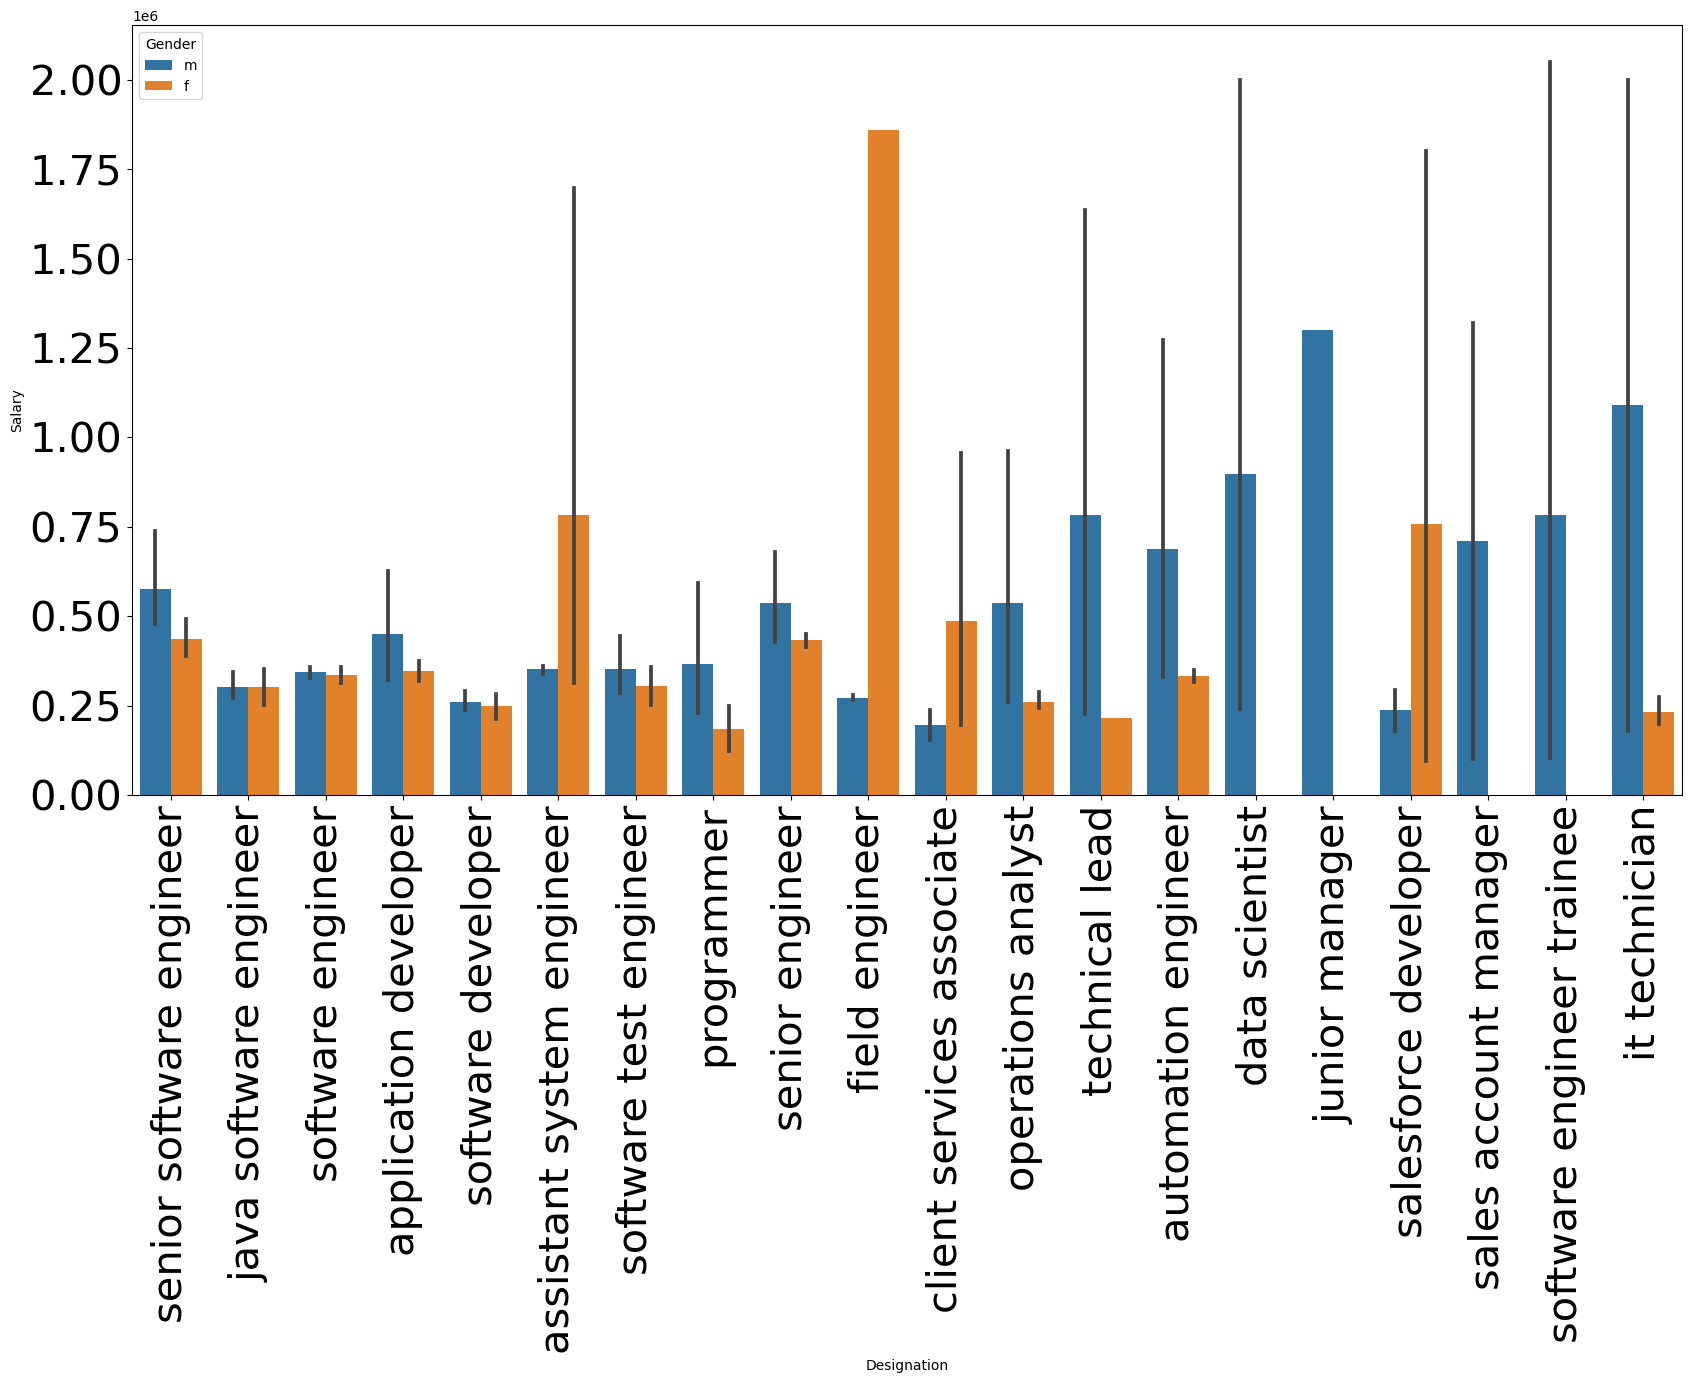 1e6
Gender
m
f
2.00
1.75
1.50
1.25
1.00
0.75
0.50
0.25
0.00
Salary
senior software engineer
java software engineer
software engineer
application developer
software developer
assistant system engineer
software test engineer
programmer
senior engineer
field engineer
client services associate
operations analyst
technical lead
automation engineer
data scientist
junior manager
salesforce developer
sales account manager
software engineer trainee
it technician
Designation